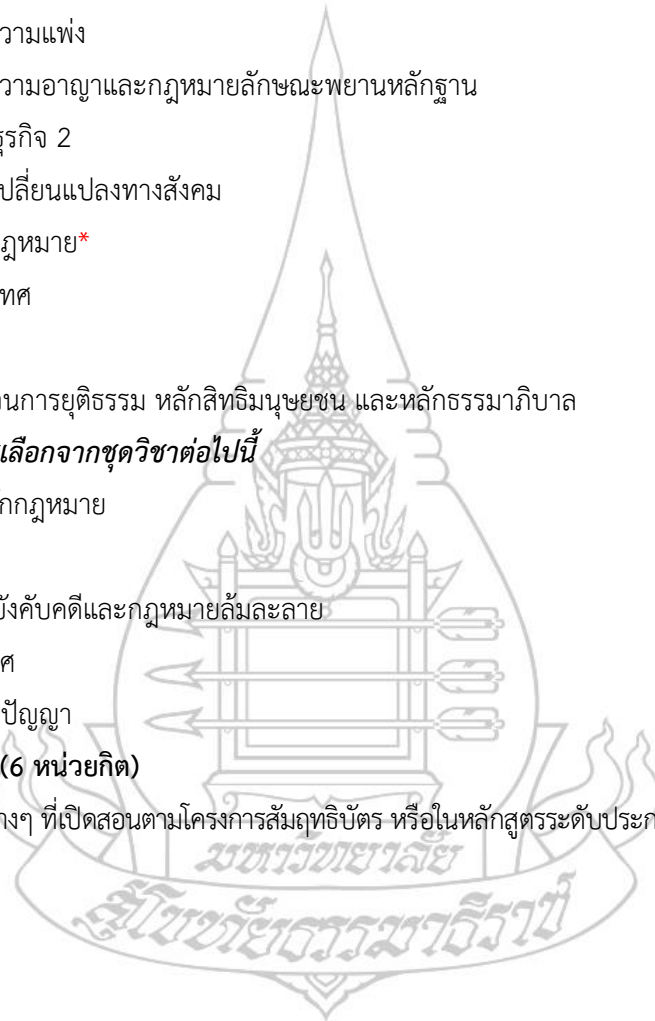 วามแพ่ง
วามอาญาและกฎหมายลักษณะพยานหลักฐาน
ธุรกิจ 2
เปลี่ยนแปลงทางสังคม
กฎหมาย*
เทศ
วนการยุติธรรม หลักสิทธิมนุษยชน และหลักธรรมาภิบาล
เลือกจากชุดวิชาต่อไปนี้
ักกฎหมาย
บังคับคดีและกฎหมายล้มละลาย
ศ
ปัญญา
(6 หน่วยกิต)
างๆ ที่เปิดสอนตามโครงการสัมฤทธิบัตร หรือในหลักสูตรระดับประก
มหาวิทยาลัย
สุโขทัยธรรมาธิราช